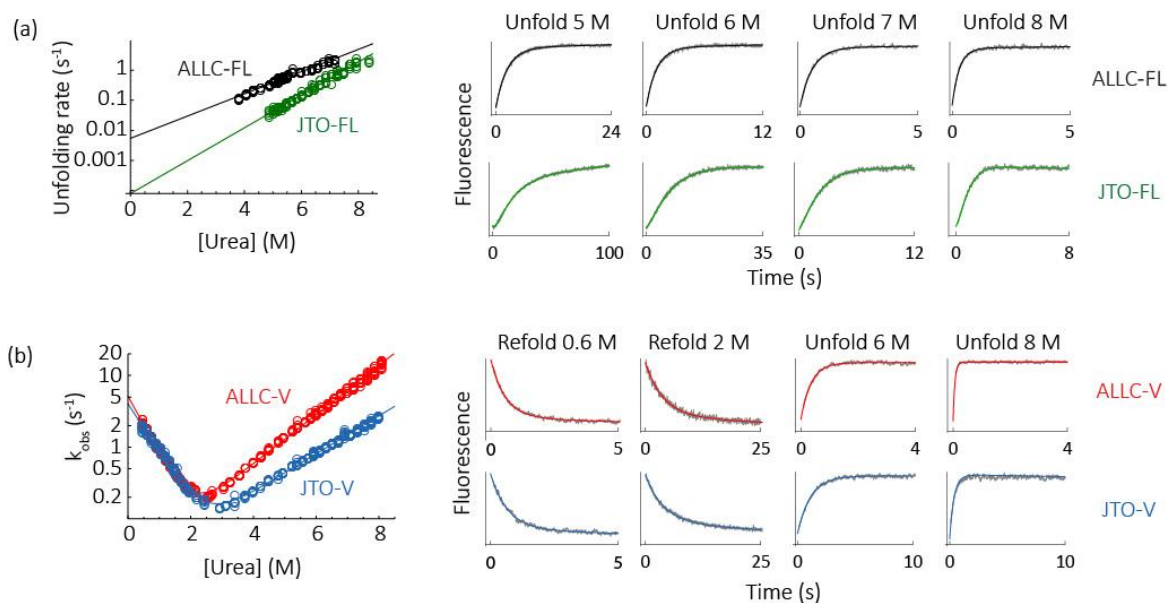 (a)
Unfolding rate (s⁻¹)
1
0.1
0.01
0.001
ALLC-FL
JTO-FL
0 2 4 6 8
[Urea] (M)
Unfold 5 M Unfold 6 M Unfold 7 M Unfold 8 M
Fluorescence
ALLC-FL
0 24 0 12 0 5 0 5
JTO-FL
0 100 0 35 0 12 0 8
Time (s)
(b)
k_obs (s⁻¹)
20
10
5
2
1
0.5
0.2
ALLC-V
JTO-V
0 2 4 6 8
[Urea] (M)
Refold 0.6 M Refold 2 M Unfold 6 M Unfold 8 M
Fluorescence
ALLC-V
0 5 0 25 0 4 0 4
JTO-V
0 5 0 25 0 10 0 10
Time (s)